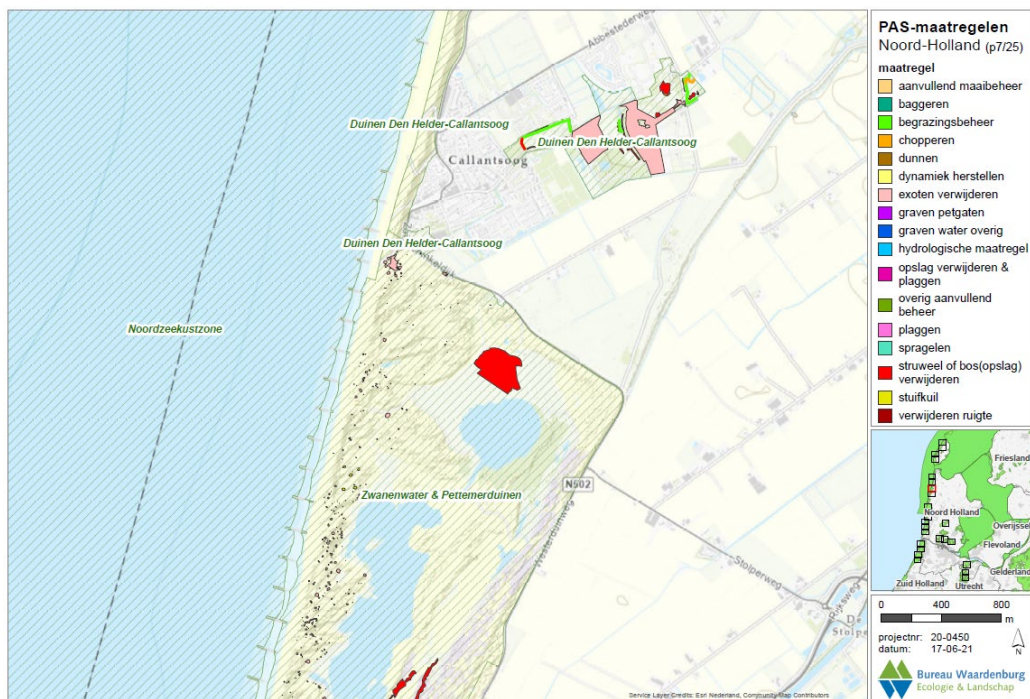 Abbestederweg
Duinen Den Helder-Callantsoog
Duinen Den Helder-Callantsoog
Callantsoog
Duinen Den Helder-Callantsoog
Noordzeekustzone
N502
Zwanenwater & Pettemerduinen
Westerduinweg
Stolperweg
Rijksweg
De
Stolpe
Service Layer Credits: Esri Nederland, Community Map Contributors
PAS-maatregelen
Noord-Holland (p7/25)
maatregel
aanvullend maaibeheer
baggeren
begrazingsbeheer
chopperen
dunnen
dynamiek herstellen
exoten verwijderen
graven petgaten
graven water overig
hydrologische maatregel
opslag verwijderen &
plaggen
overig aanvullend
beheer
plaggen
spragelen
struweel of bos(opslag)
verwijderen
stuifkuil
verwijderen ruigte
Friesland
Noord Holland
Overijssel
Flevoland
Gelderland
Zuid Holland
Utrecht
0 400 800
m
projectnr: 20-0450
datum: 17-06-21
N
Bureau Waardenburg
Ecologie & Landschap